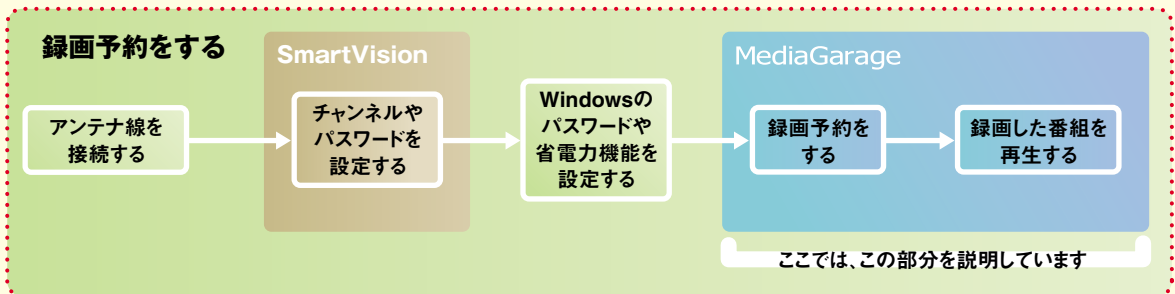 録画予約をする
SmartVision
MediaGarage
アンテナ線を
接続する
チャンネルや
パスワードを
設定する
Windowsの
パスワードや
省電力機能を
設定する
録画予約を
する
録画した番組を
再生する
ここでは、この部分を説明しています